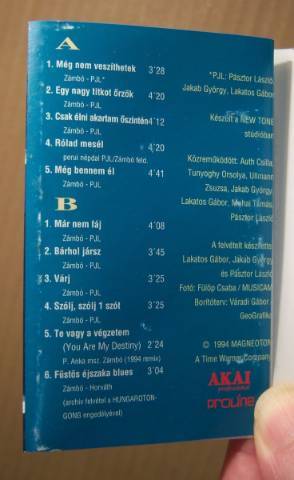 A
1. Még nem veszíthetek 3'28
Zámbó - PJL*
2. Egy nagy titkot őrzök 4'20
Zámbó - PJL
3. Csak élni akartam őszintén 4'12
Zámbó - PJL
4. Rólad mesél 4'20
perui népdal PJL/Zámbó feld.
5. Még bennem él 4'41
Zámbó - PJL
B
1. Már nem fáj 4'08
Zámbó - PJL
2. Bárhol jársz 3'45
Zámbó - PJL
3. Várj 3'25
Zámbó - PJL
4. Szólj, szólj 1 szót 3'25
Zámbó - PJL
5. Te vagy a végzetem
(You Are My Destiny) 2'24
P. Anka msz. Zámbó (1994 remix)
6. Füstös éjszaka blues 3'04
Zámbó - Horváth
(archív felvétel a HUNGAROTON-
GONG engedélyével)
*PJL: Pásztor László,
Jakab György, Lakatos Gábor
Készült a NEW TONE
stúdióban
Közreműködött: Auth Csilla,
Tunyoghy Orsolya, Ullmann
Zsuzsa, Jakab György,
Lakatos Gábor, Mohai Tamás,
Pásztor László
A felvételt készítette:
Lakatos Gábor, Jakab György
és Pásztor László
Fotó: Fülöp Csaba / MUSICAM
Borítóterv: Váradi Gábor /
GeoGrafika
© 1994 MAGNEOTON
A Time Warner Company
AKAI
professional
PROLINE